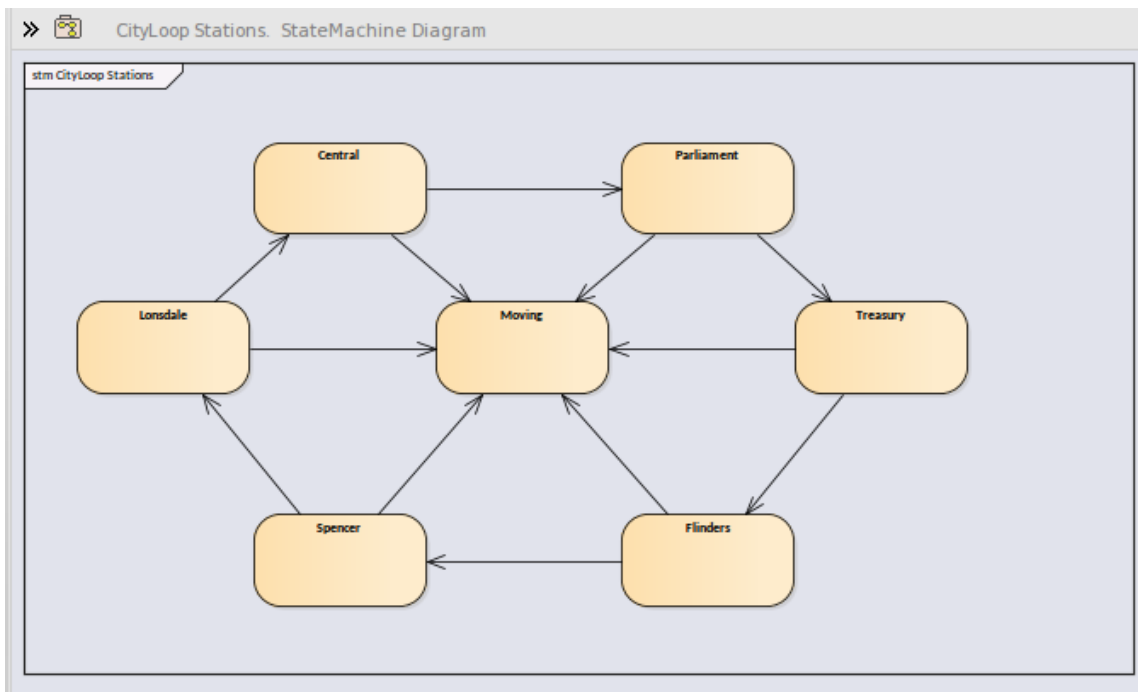 CityLoop Stations.  StateMachine Diagram
stm CityLoop Stations
Central
Parliament
Lonsdale
Moving
Treasury
Spencer
Flinders